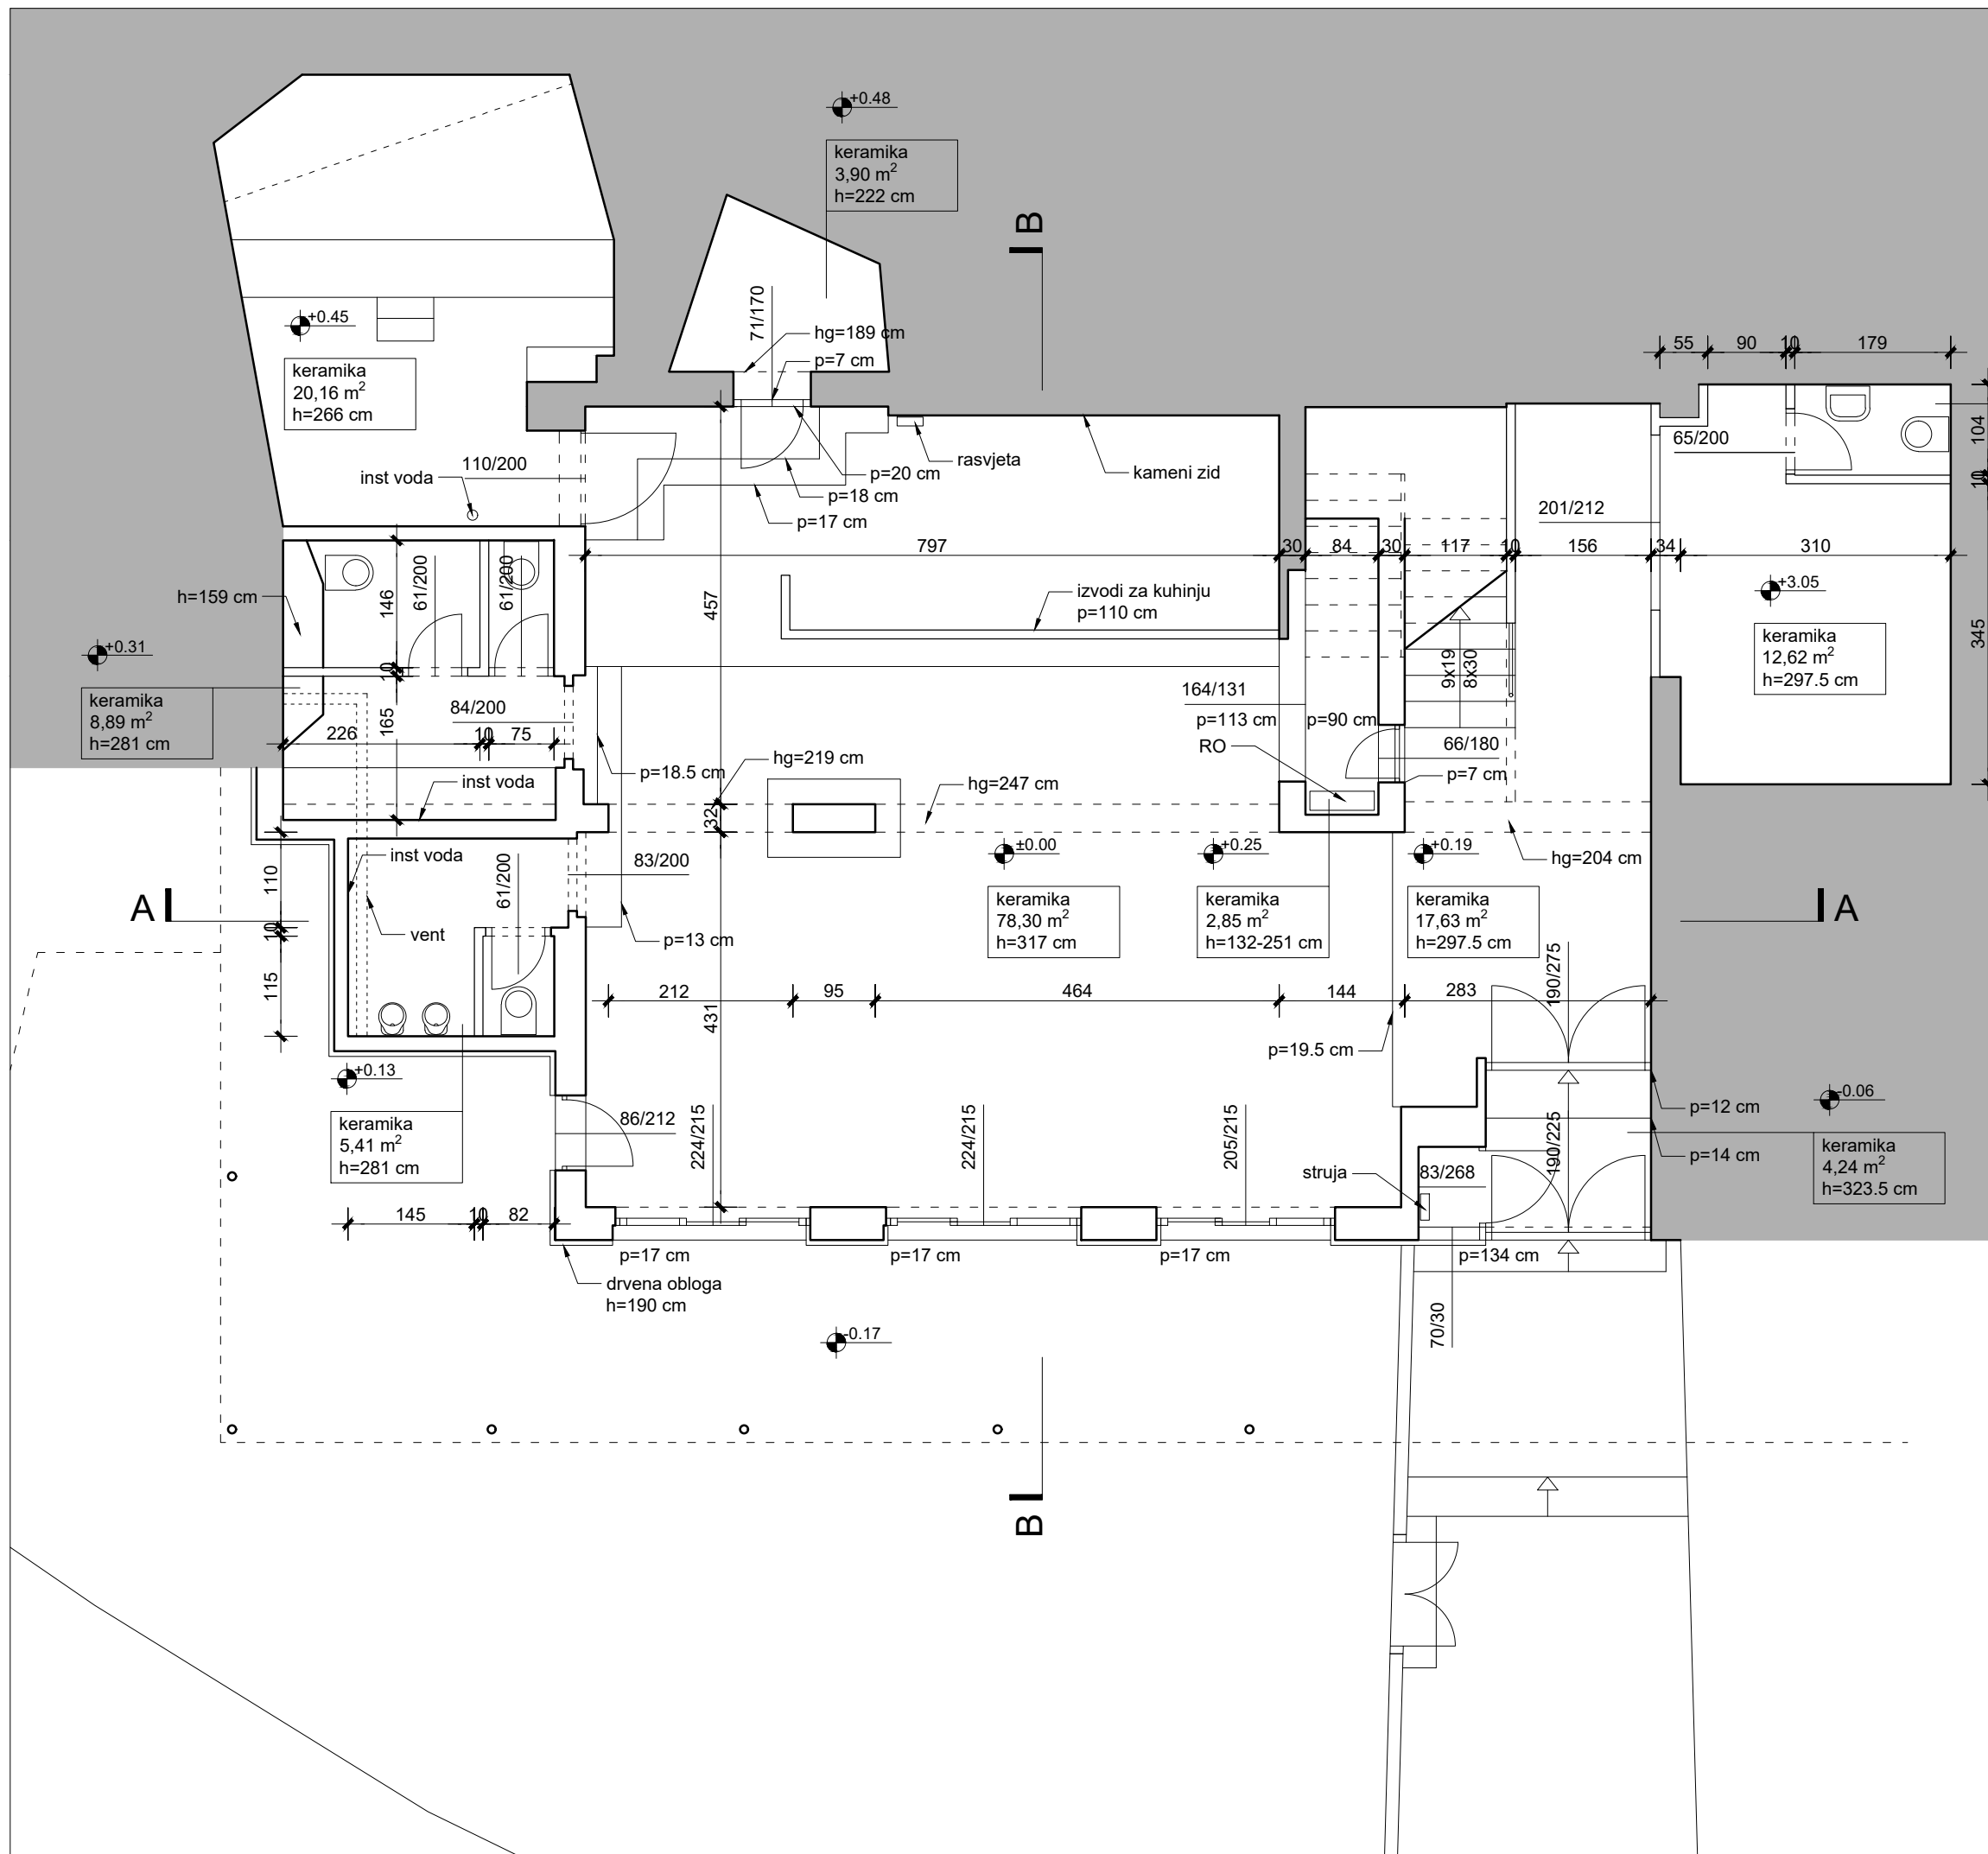 +0.48
keramika
3,90 m²
h=222 cm
B
71/170
hg=189 cm
p=7 cm
+0.45
keramika
20,16 m²
h=266 cm
55 90 10 179
104
10
345
65/200
inst voda
110/200
p=20 cm
p=18 cm
p=17 cm
rasvjeta
kameni zid
201/212
797 30 84 30 117 10 156 34 310
h=159 cm
146
61/200
61/200
457
izvodi za kuhinju
p=110 cm
+3.05
keramika
12,62 m²
h=297.5 cm
+0.31
keramika
8,89 m²
h=281 cm
10
165
84/200
226 10 75
9x19
8x30
164/131
p=113 cm
p=90 cm
RO
66/180
p=7 cm
inst voda
p=18.5 cm
hg=219 cm
hg=247 cm
32
inst voda
83/200
±0.00
+0.25
+0.19
hg=204 cm
A
110
10
115
61/200
vent
p=13 cm
keramika
78,30 m²
h=317 cm
keramika
2,85 m²
h=132-251 cm
keramika
17,63 m²
h=297.5 cm
A
212 95 464 144 283
431
190/275
p=19.5 cm
+0.13
keramika
5,41 m²
h=281 cm
86/212
224/215
224/215
205/215
190/225
p=12 cm
p=14 cm
-0.06
keramika
4,24 m²
h=323.5 cm
struja
83/268
145 10 82
p=17 cm
p=17 cm
p=17 cm
p=134 cm
drvena obloga
h=190 cm
70/30
-0.17
B